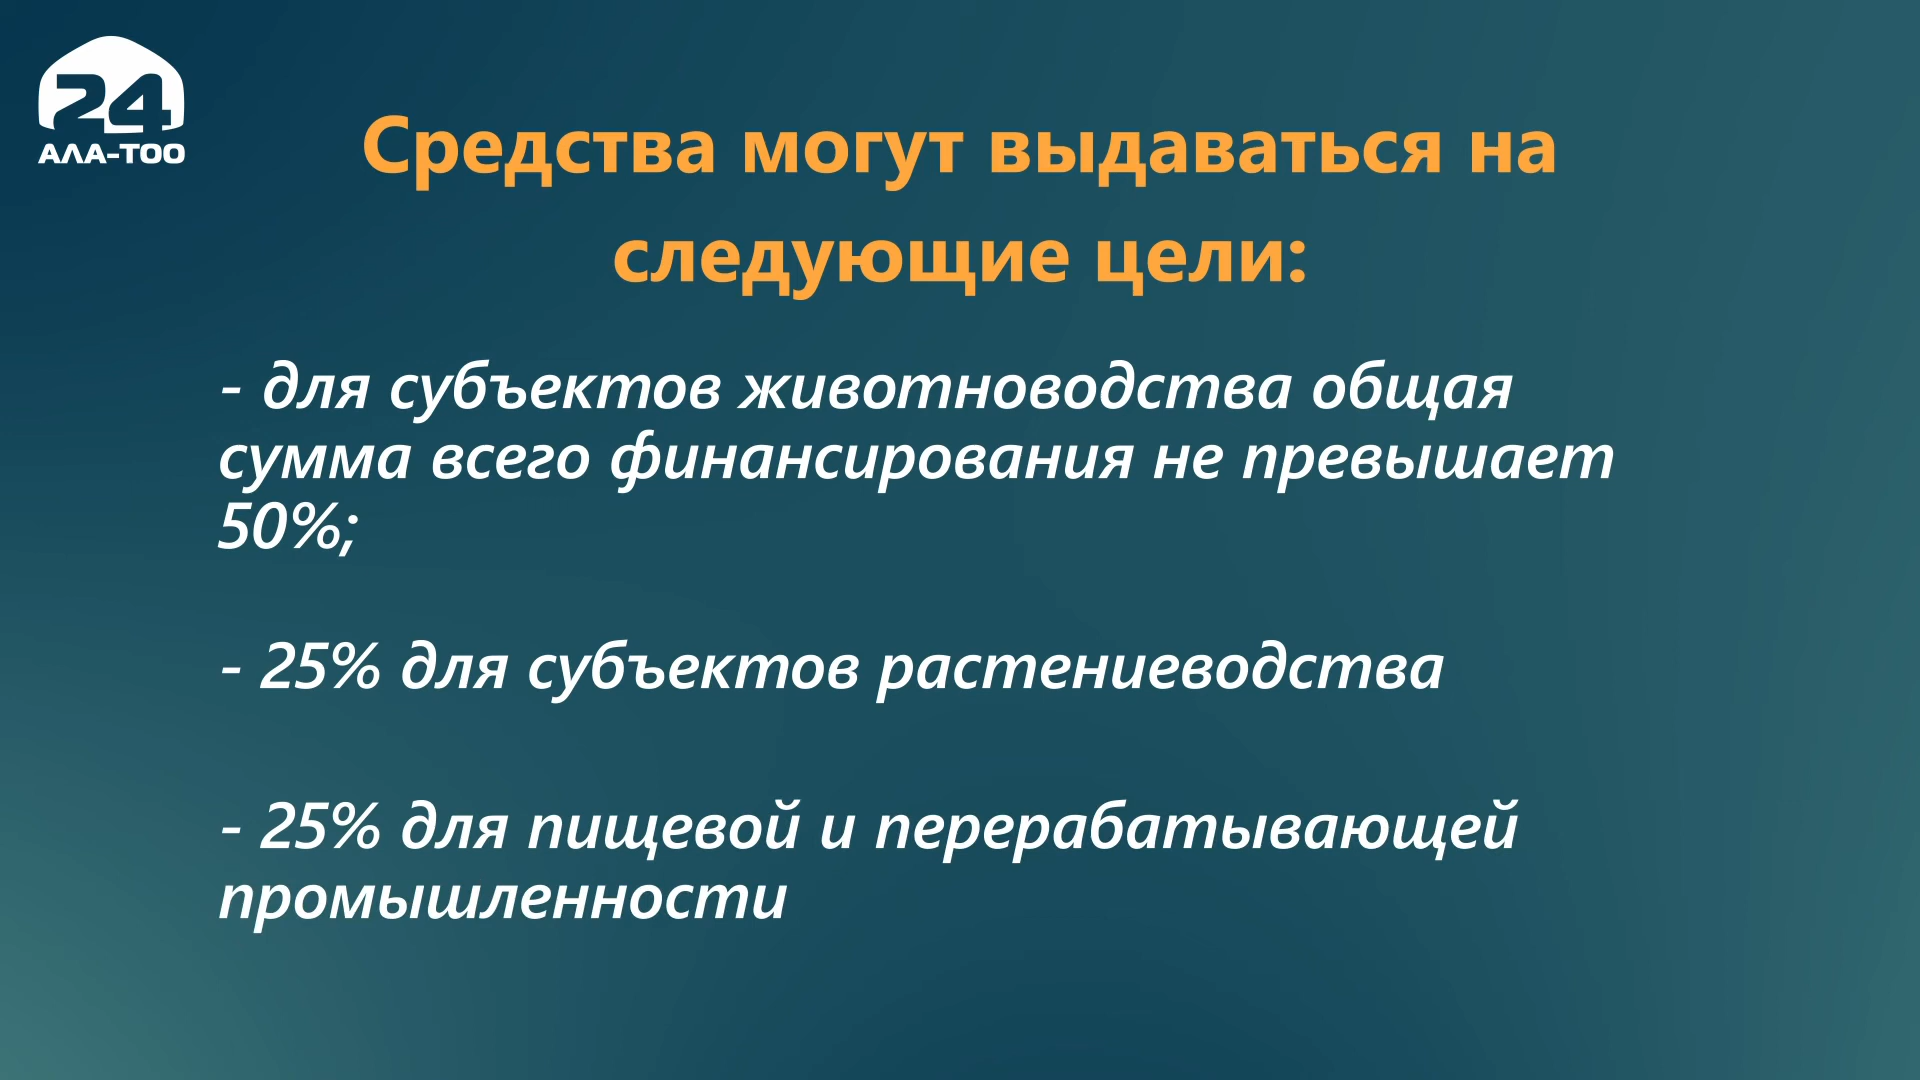 24
АЛА-ТОО
Средства могут выдаваться на
следующие цели:
- для субъектов животноводства общая
сумма всего финансирования не превышает
50%;
- 25% для субъектов растениеводства
- 25% для пищевой и перерабатывающей
промышленности